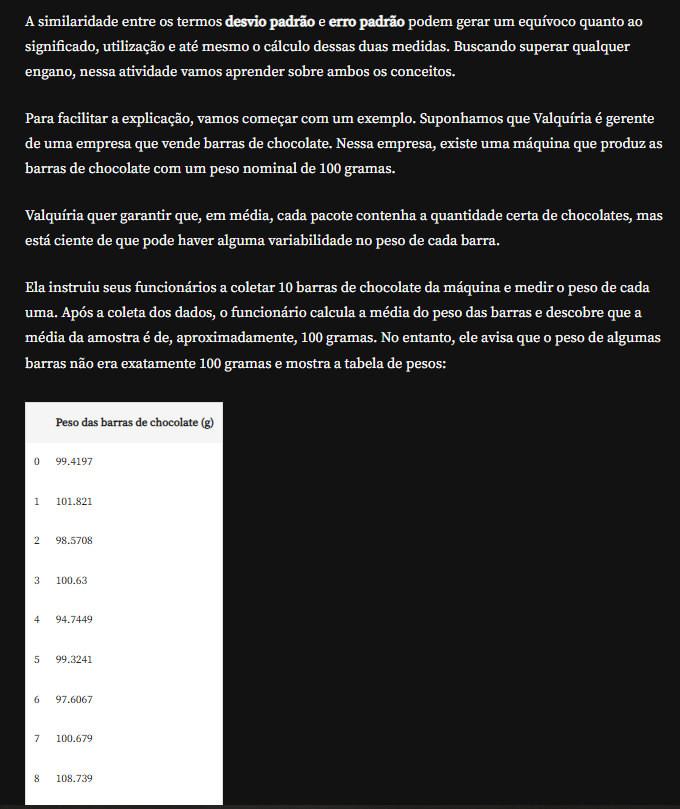 A similaridade entre os termos desvio padrão e erro padrão podem gerar um equívoco quanto ao
significado, utilização e até mesmo o cálculo dessas duas medidas. Buscando superar qualquer
engano, nessa atividade vamos aprender sobre ambos os conceitos.
Para facilitar a explicação, vamos começar com um exemplo. Suponhamos que Valquíria é gerente
de uma empresa que vende barras de chocolate. Nessa empresa, existe uma máquina que produz as
barras de chocolate com um peso nominal de 100 gramas.
Valquíria quer garantir que, em média, cada pacote contenha a quantidade certa de chocolates, mas
está ciente de que pode haver alguma variabilidade no peso de cada barra.
Ela instruiu seus funcionários a coletar 10 barras de chocolate da máquina e medir o peso de cada
uma. Após a coleta dos dados, o funcionário calcula a média do peso das barras e descobre que a
média da amostra é de, aproximadamente, 100 gramas. No entanto, ele avisa que o peso de algumas
barras não era exatamente 100 gramas e mostra a tabela de pesos:
Peso das barras de chocolate (g)
0 99.4197
1 101.821
2 98.5708
3 100.63
4 94.7449
5 99.3241
6 97.6067
7 100.679
8 108.739